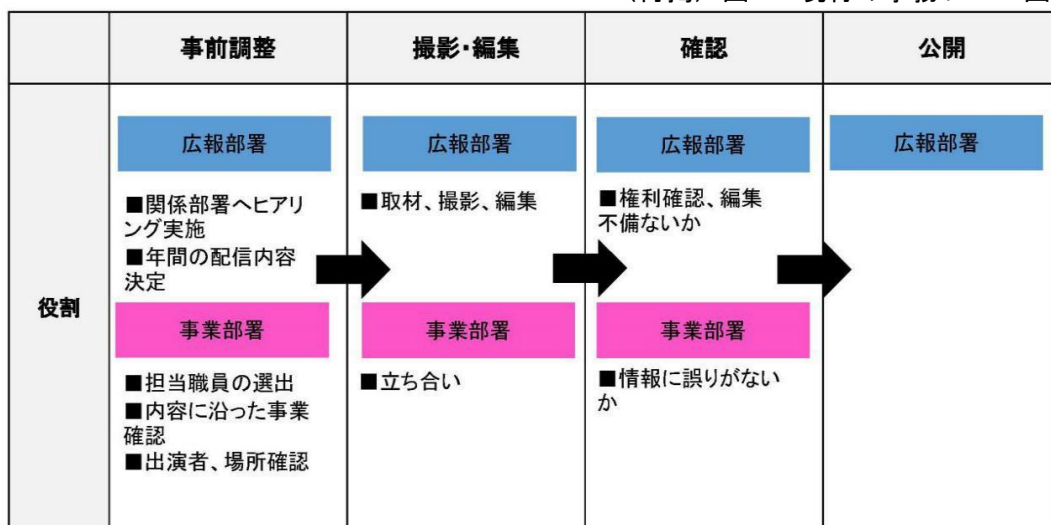 事前調整
撮影・編集
確認
公開
役割
広報部署
■関係部署へヒアリ
ング実施
■年間の配信内容
決定
事業部署
■担当職員の選出
■内容に沿った事業
確認
■出演者、場所確認
広報部署
■取材、撮影、編集
事業部署
■立ち合い
広報部署
■権利確認、編集
不備ないか
事業部署
■情報に誤りがない
か
広報部署